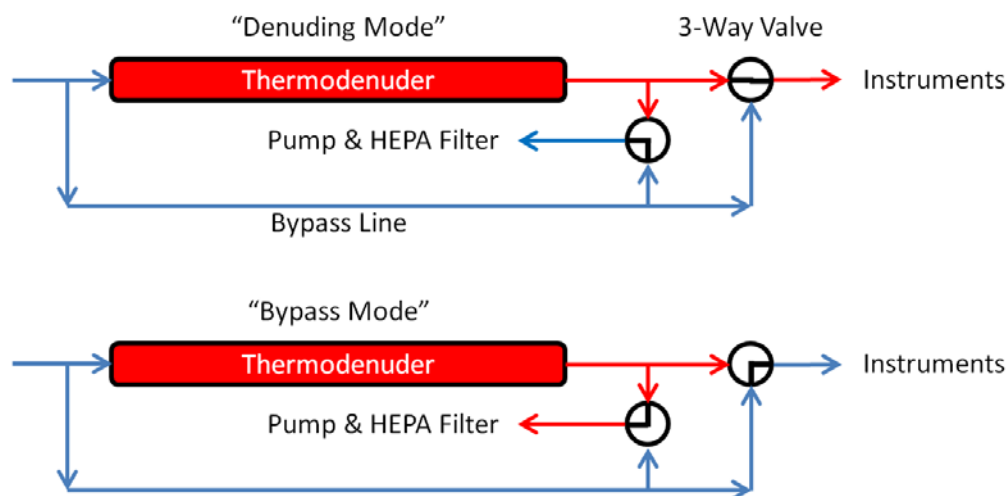 “Denuding Mode”
3-Way Valve
Thermodenuder
Instruments
Pump & HEPA Filter
Bypass Line
“Bypass Mode”
Thermodenuder
Instruments
Pump & HEPA Filter